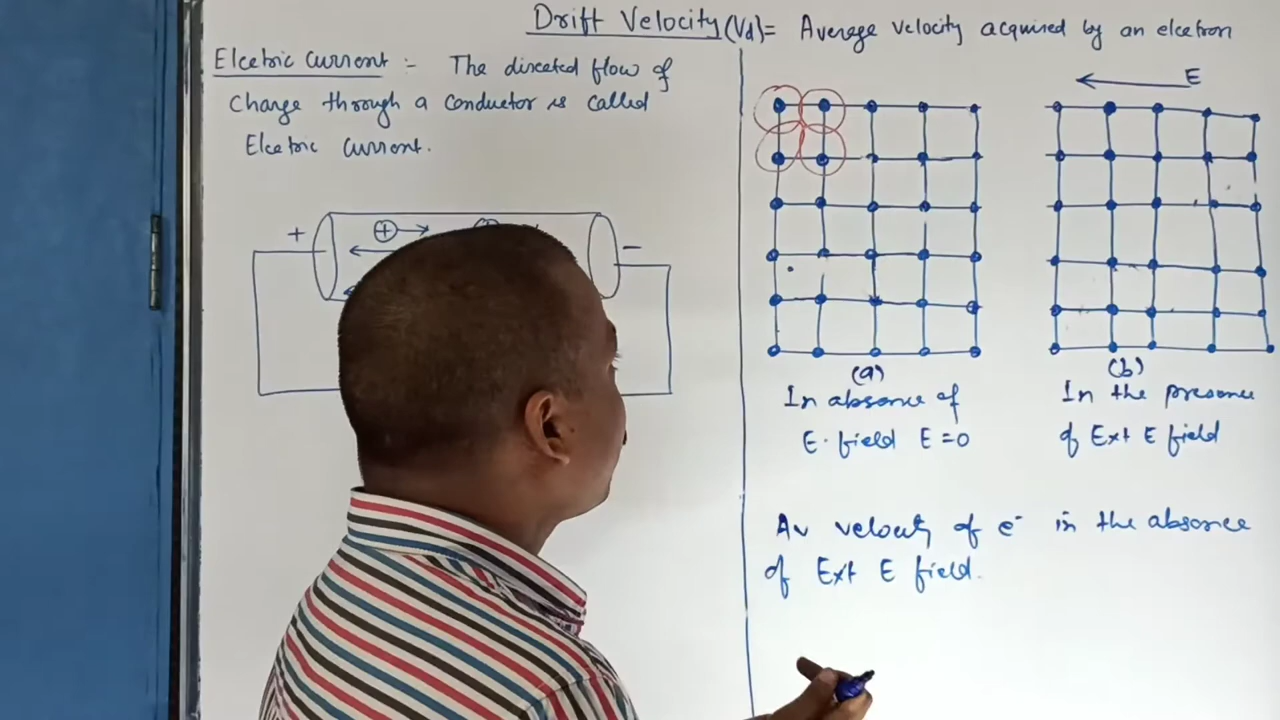 Drift Velocity (Vd) = Average velocity acquired by an electron
Electric Current :- The directed flow of
Charge through a conductor is called
Electric Current.
+ ⊕ −
E
(a)
In absence of
E. field E = 0
(b)
In the presence
of Ext E field
Av velocity of e⁻ in the absence
of Ext E field.